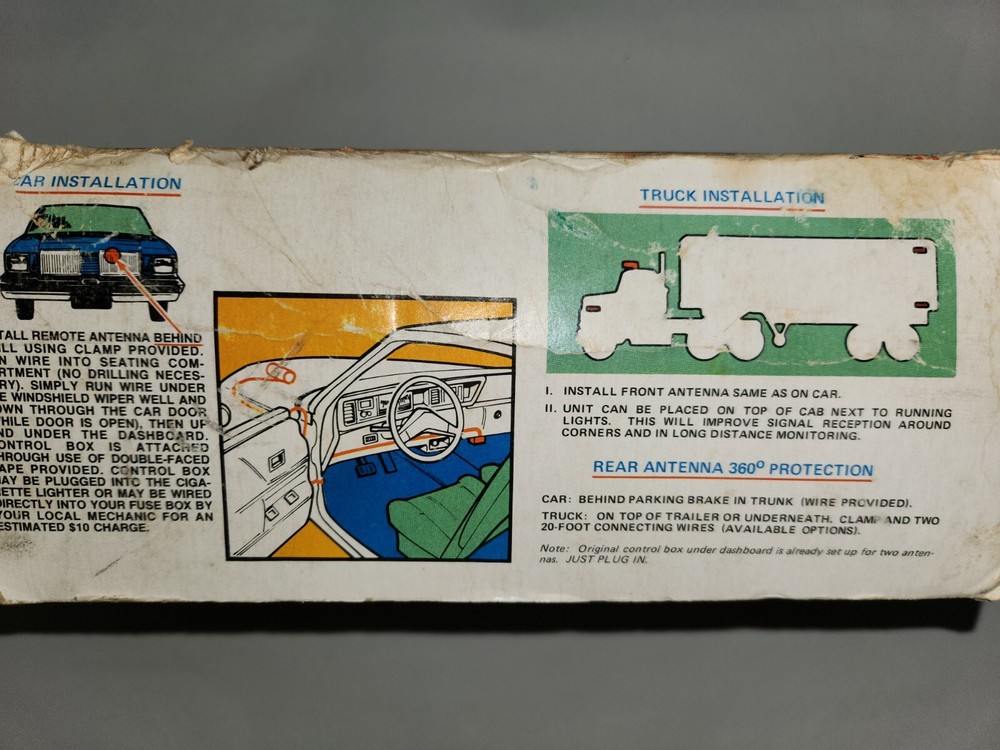 CAR INSTALLATION
TALL REMOTE ANTENNA BEHIND
ILL USING CLAMP PROVIDED.
N WIRE INTO SEATING COM-
RTMENT (NO DRILLING NECES-
RY). SIMPLY RUN WIRE UNDER
E WINDSHIELD WIPER WELL AND
OWN THROUGH THE CAR DOOR
HILE DOOR IS OPEN), THEN UP
ND UNDER THE DASHBOARD.
ONTROL BOX IS ATTACHED
HROUGH USE OF DOUBLE-FACED
APE PROVIDED. CONTROL BOX
MAY BE PLUGGED INTO THE CIGA-
ETTE LIGHTER OR MAY BE WIRED
DIRECTLY INTO YOUR FUSE BOX BY
YOUR LOCAL MECHANIC FOR AN
ESTIMATED $10 CHARGE.
TRUCK INSTALLATION
I. INSTALL FRONT ANTENNA SAME AS ON CAR.
II. UNIT CAN BE PLACED ON TOP OF CAB NEXT TO RUNNING
LIGHTS. THIS WILL IMPROVE SIGNAL RECEPTION AROUND
CORNERS AND IN LONG DISTANCE MONITORING.
REAR ANTENNA 360° PROTECTION
CAR: BEHIND PARKING BRAKE IN TRUNK (WIRE PROVIDED).
TRUCK: ON TOP OF TRAILER OR UNDERNEATH. CLAMP AND TWO
20-FOOT CONNECTING WIRES (AVAILABLE OPTIONS).
Note: Original control box under dashboard is already set up for two anten-
nas. JUST PLUG IN.